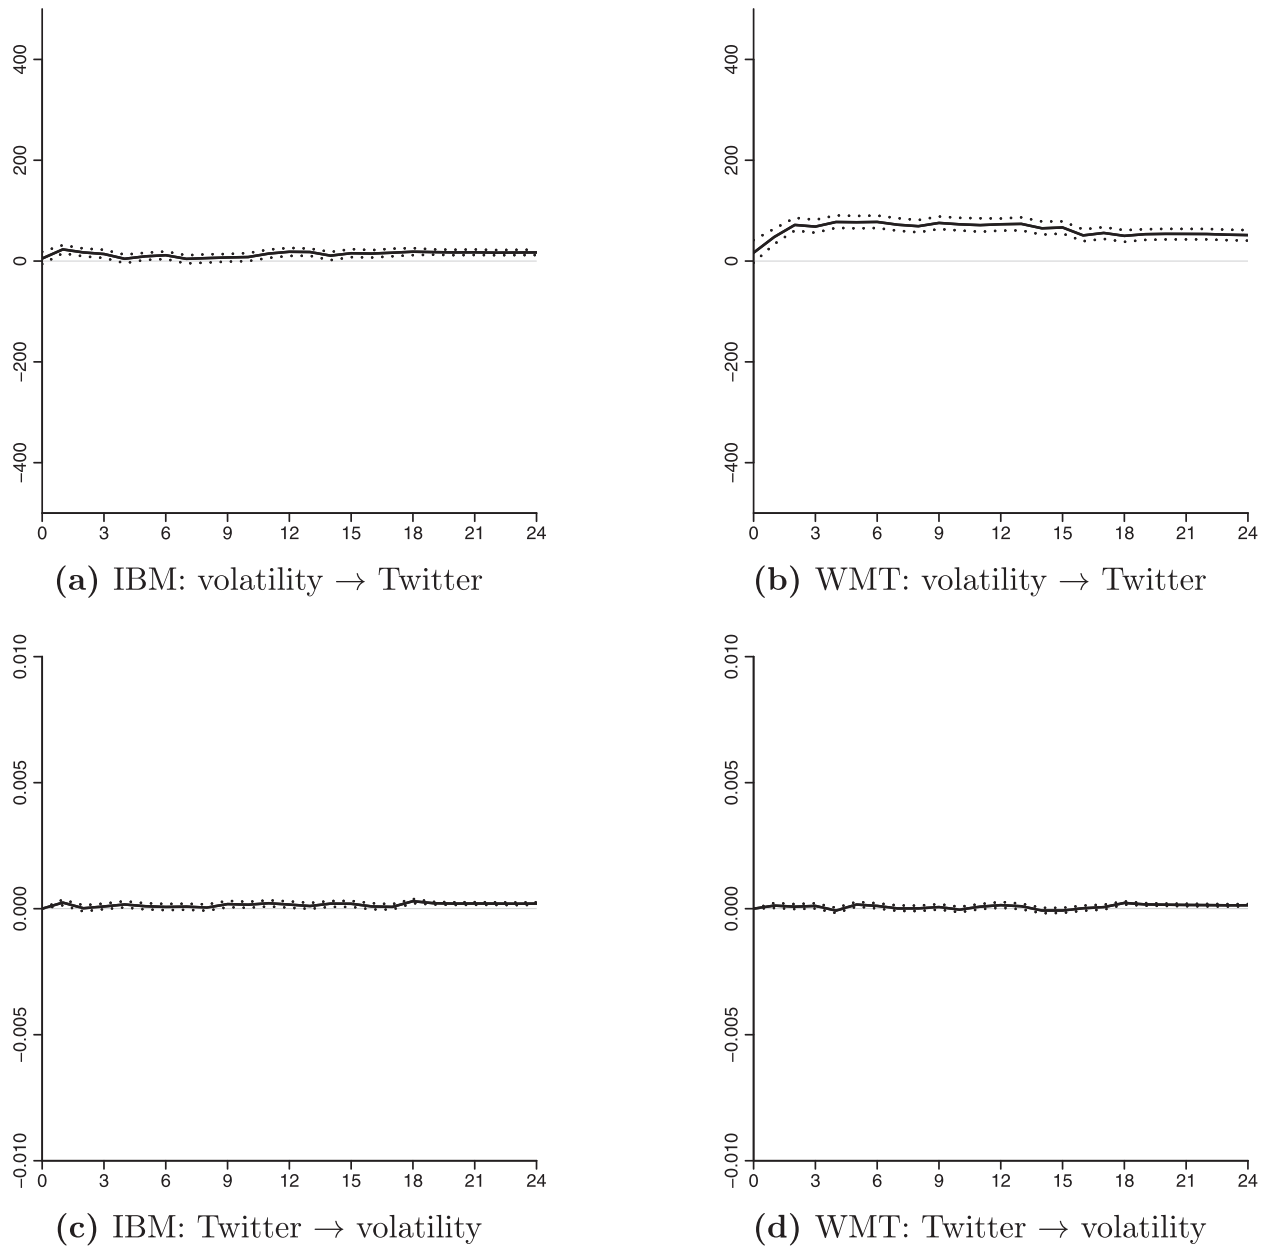 400
200
0
−200
−400
0 3 6 9 12 15 18 21 24
(a) IBM: volatility → Twitter
400
200
0
−200
−400
0 3 6 9 12 15 18 21 24
(b) WMT: volatility → Twitter
0.010
0.005
0.000
−0.005
−0.010
0 3 6 9 12 15 18 21 24
(c) IBM: Twitter → volatility
0.010
0.005
0.000
−0.005
−0.010
0 3 6 9 12 15 18 21 24
(d) WMT: Twitter → volatility